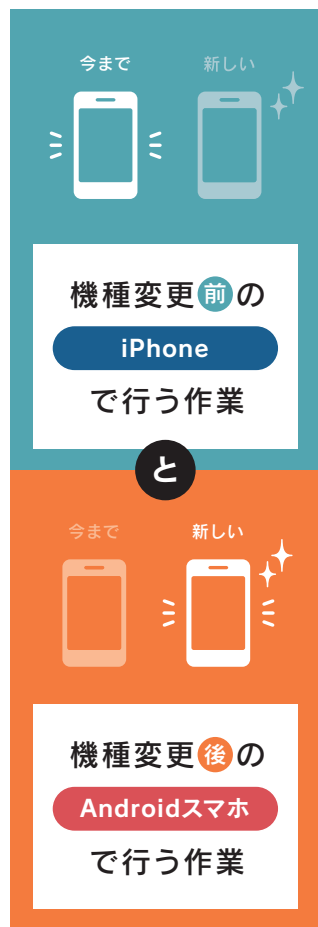 今まで 新しい
機種変更前の
iPhone
で行う作業
と
今まで 新しい
機種変更後の
Androidスマホ
で行う作業